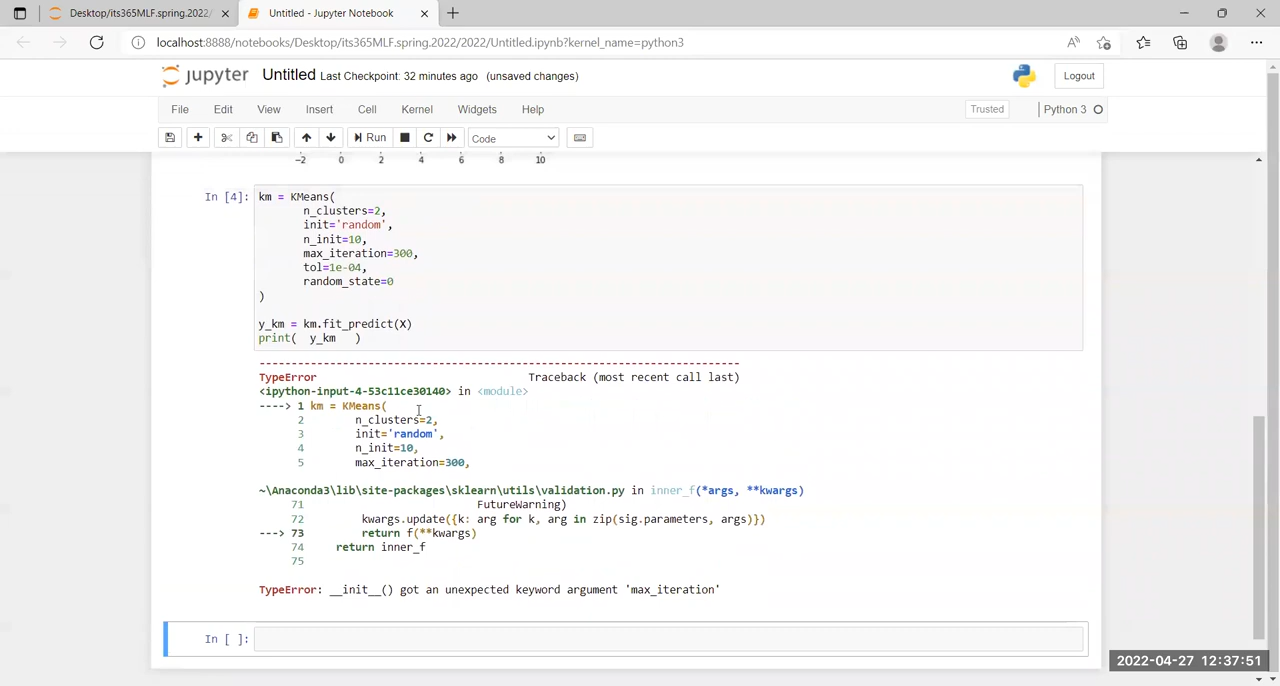 Desktop/its365MLF.spring.2022/
Untitled - Jupyter Notebook
localhost:8888/notebooks/Desktop/its365MLF.spring.2022/2022/Untitled.ipynb?kernel_name=python3
jupyter Untitled Last Checkpoint: 32 minutes ago (unsaved changes)
Logout
File Edit View Insert Cell Kernel Widgets Help
Trusted
Python 3
Run
Code
−2 0 2 4 6 8 10
In [4]: km = KMeans(
n_clusters=2,
init='random',
n_init=10,
max_iteration=300,
tol=1e-04,
random_state=0
)
y_km = km.fit_predict(X)
print( y_km )
---------------------------------------------------------------------------
TypeError Traceback (most recent call last)
<ipython-input-4-53c11ce30140> in <module>
----> 1 km = KMeans(
2 n_clusters=2,
3 init='random',
4 n_init=10,
5 max_iteration=300,
~\Anaconda3\lib\site-packages\sklearn\utils\validation.py in inner_f(*args, **kwargs)
71 FutureWarning)
72 kwargs.update({k: arg for k, arg in zip(sig.parameters, args)})
---> 73 return f(**kwargs)
74 return inner_f
75
TypeError: __init__() got an unexpected keyword argument 'max_iteration'
In [ ]:
2022-04-27 12:37:51